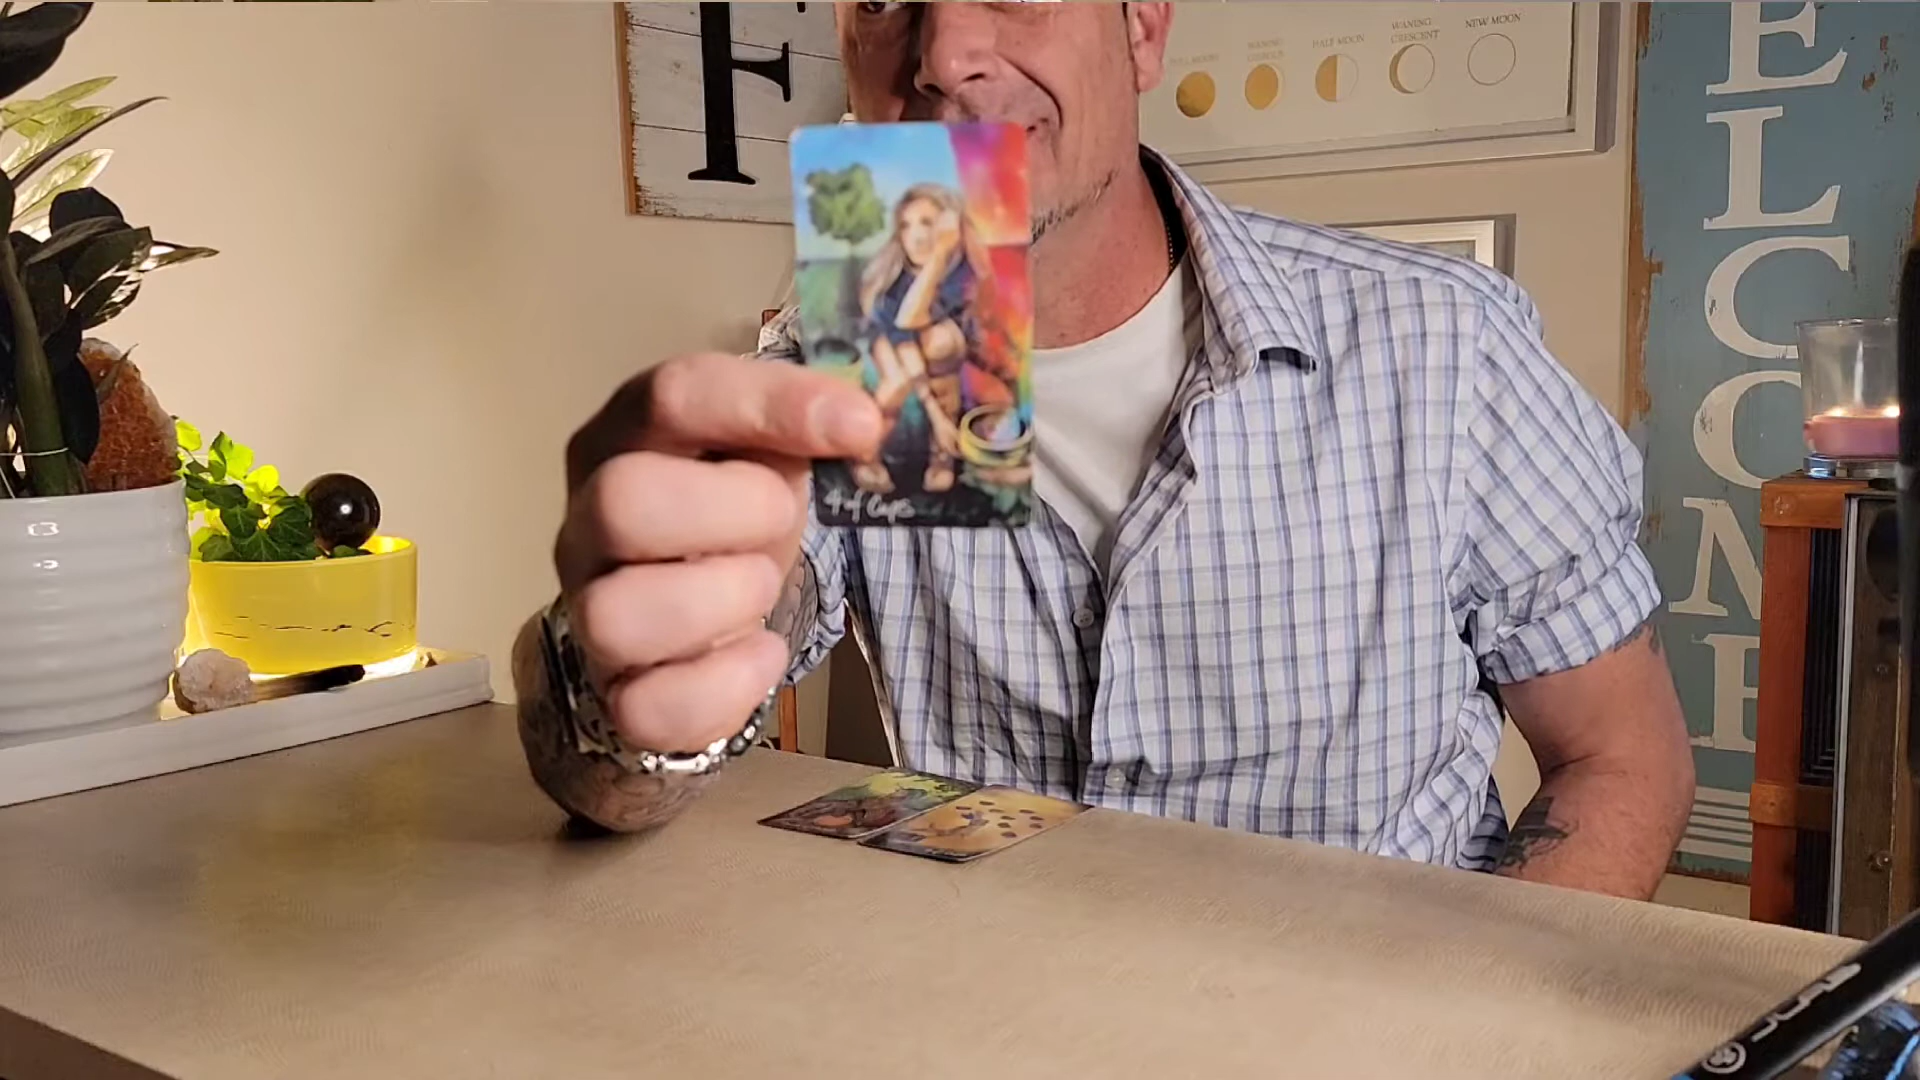 F
WANING
CRESCENT
NEW MOON
HALF MOON
WANING
GIBBOUS
FULL MOON
ELCOME
4 of Cups